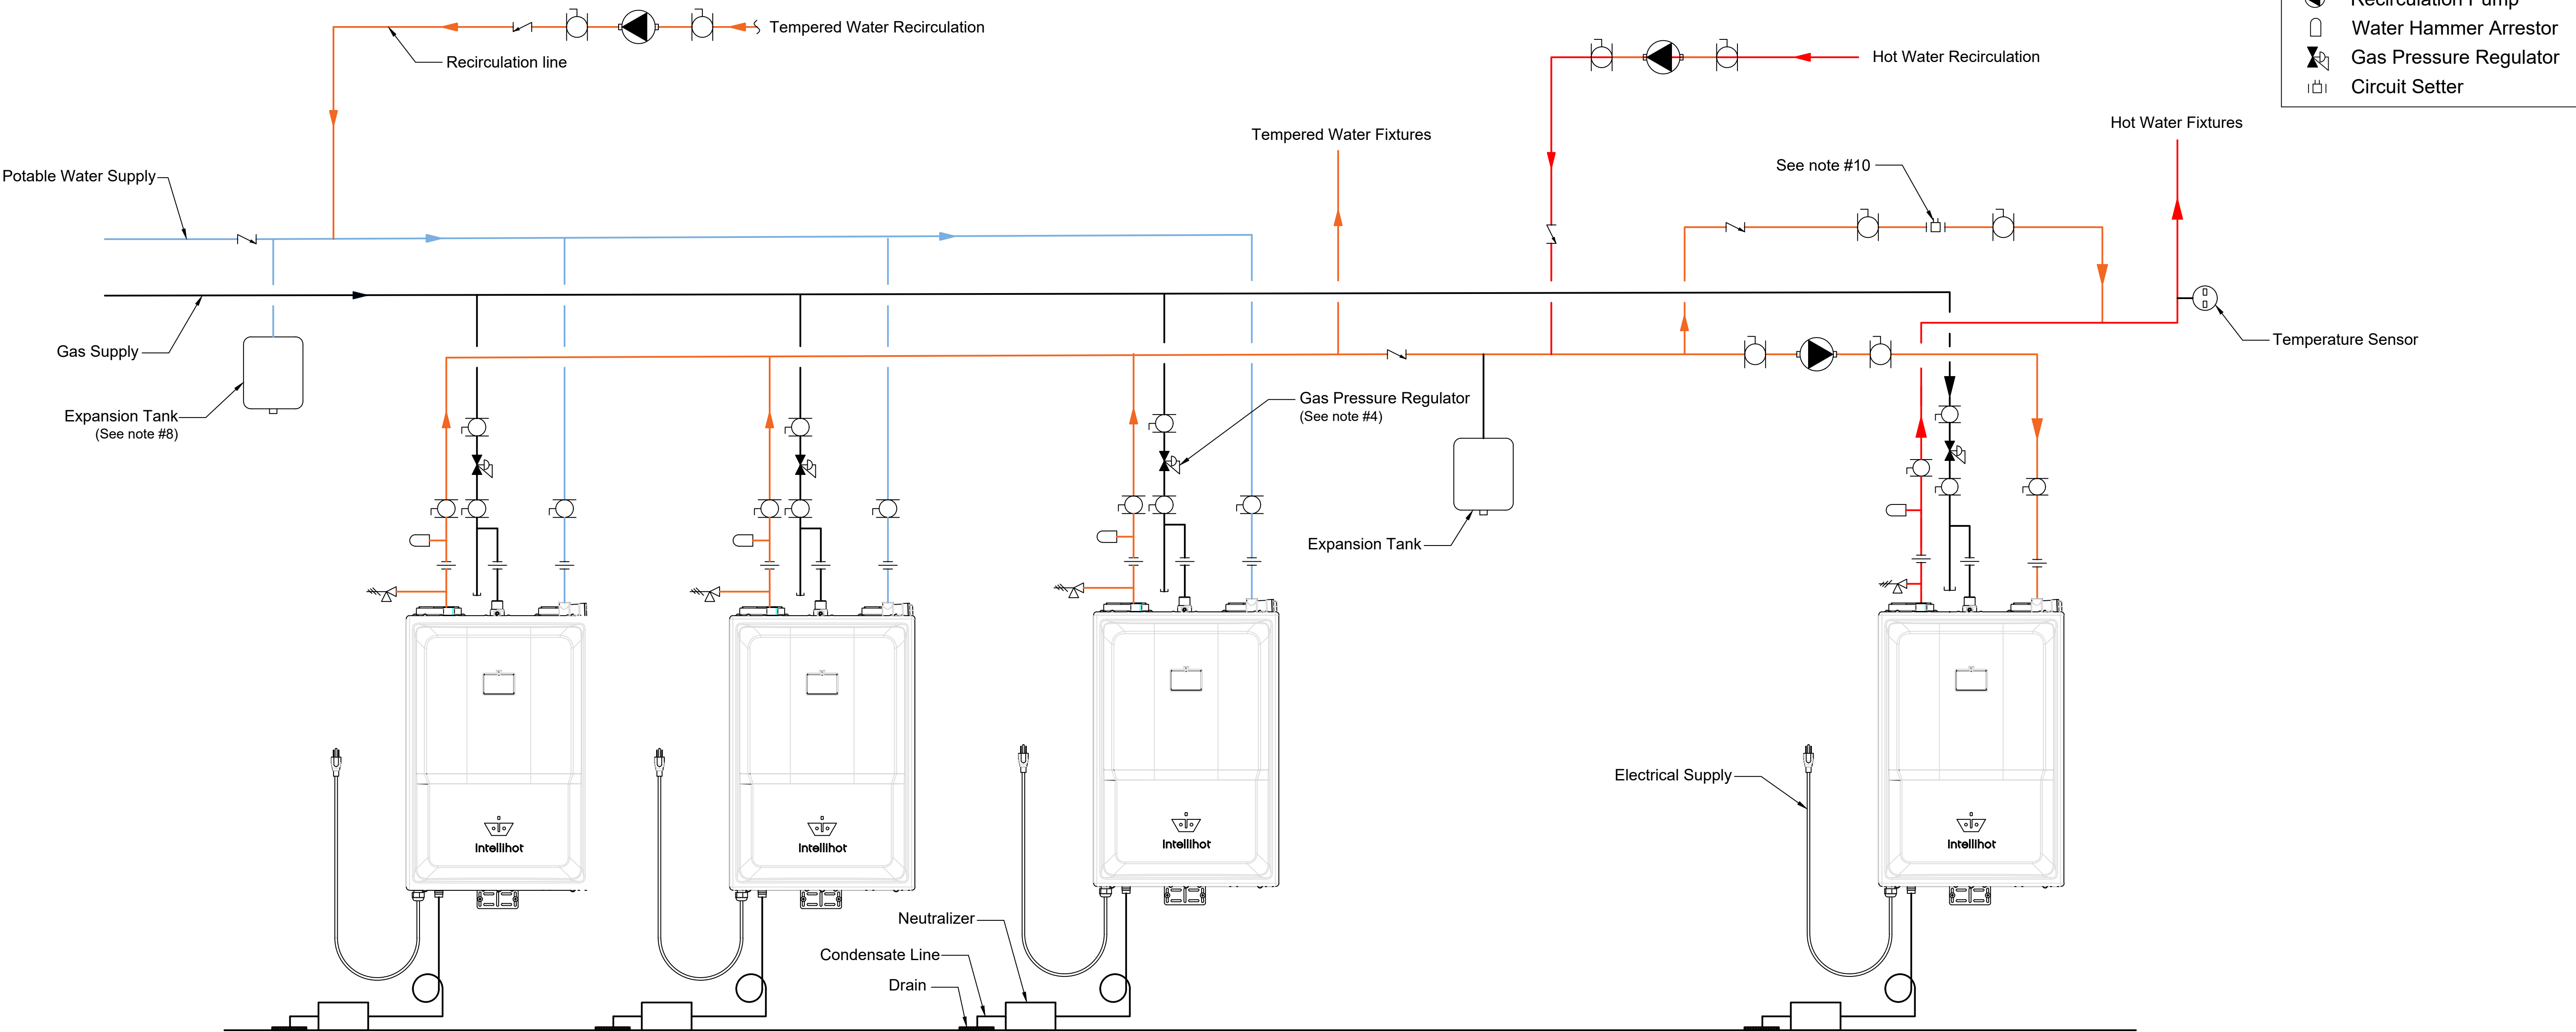 Recirculation Pump
Tempered Water Recirculation
Water Hammer Arrestor
Hot Water Recirculation
Gas Pressure Regulator
Recirculation line
Circuit Setter
Hot Water Fixtures
Tempered Water Fixtures
See note #10
Potable Water Supply
Temperature Sensor
Gas Supply
Gas Pressure Regulator
(See note #4)
Expansion Tank
(See note #8)
Expansion Tank
Electrical Supply
Intellihot
Intellihot
Intellihot
Intellihot
Neutralizer
Condensate Line
Drain